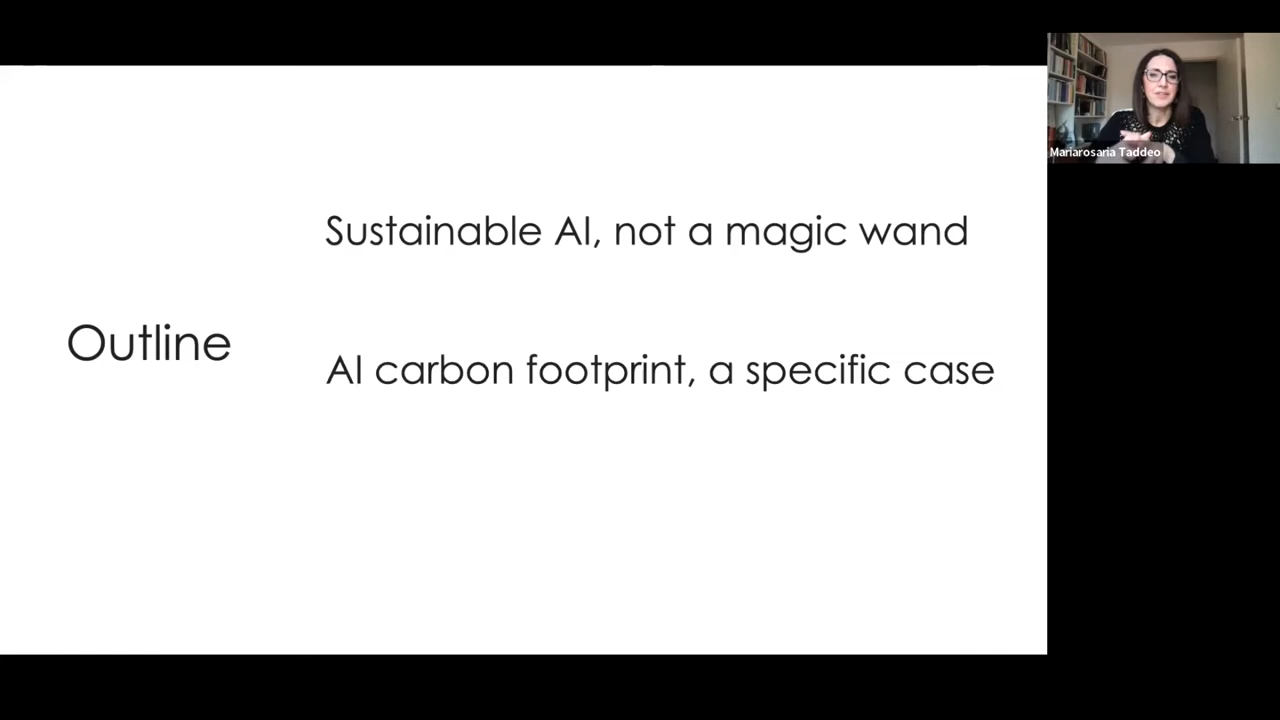 Sustainable AI, not a magic wand
Outline
AI carbon footprint, a specific case
Mariarosaria Taddeo